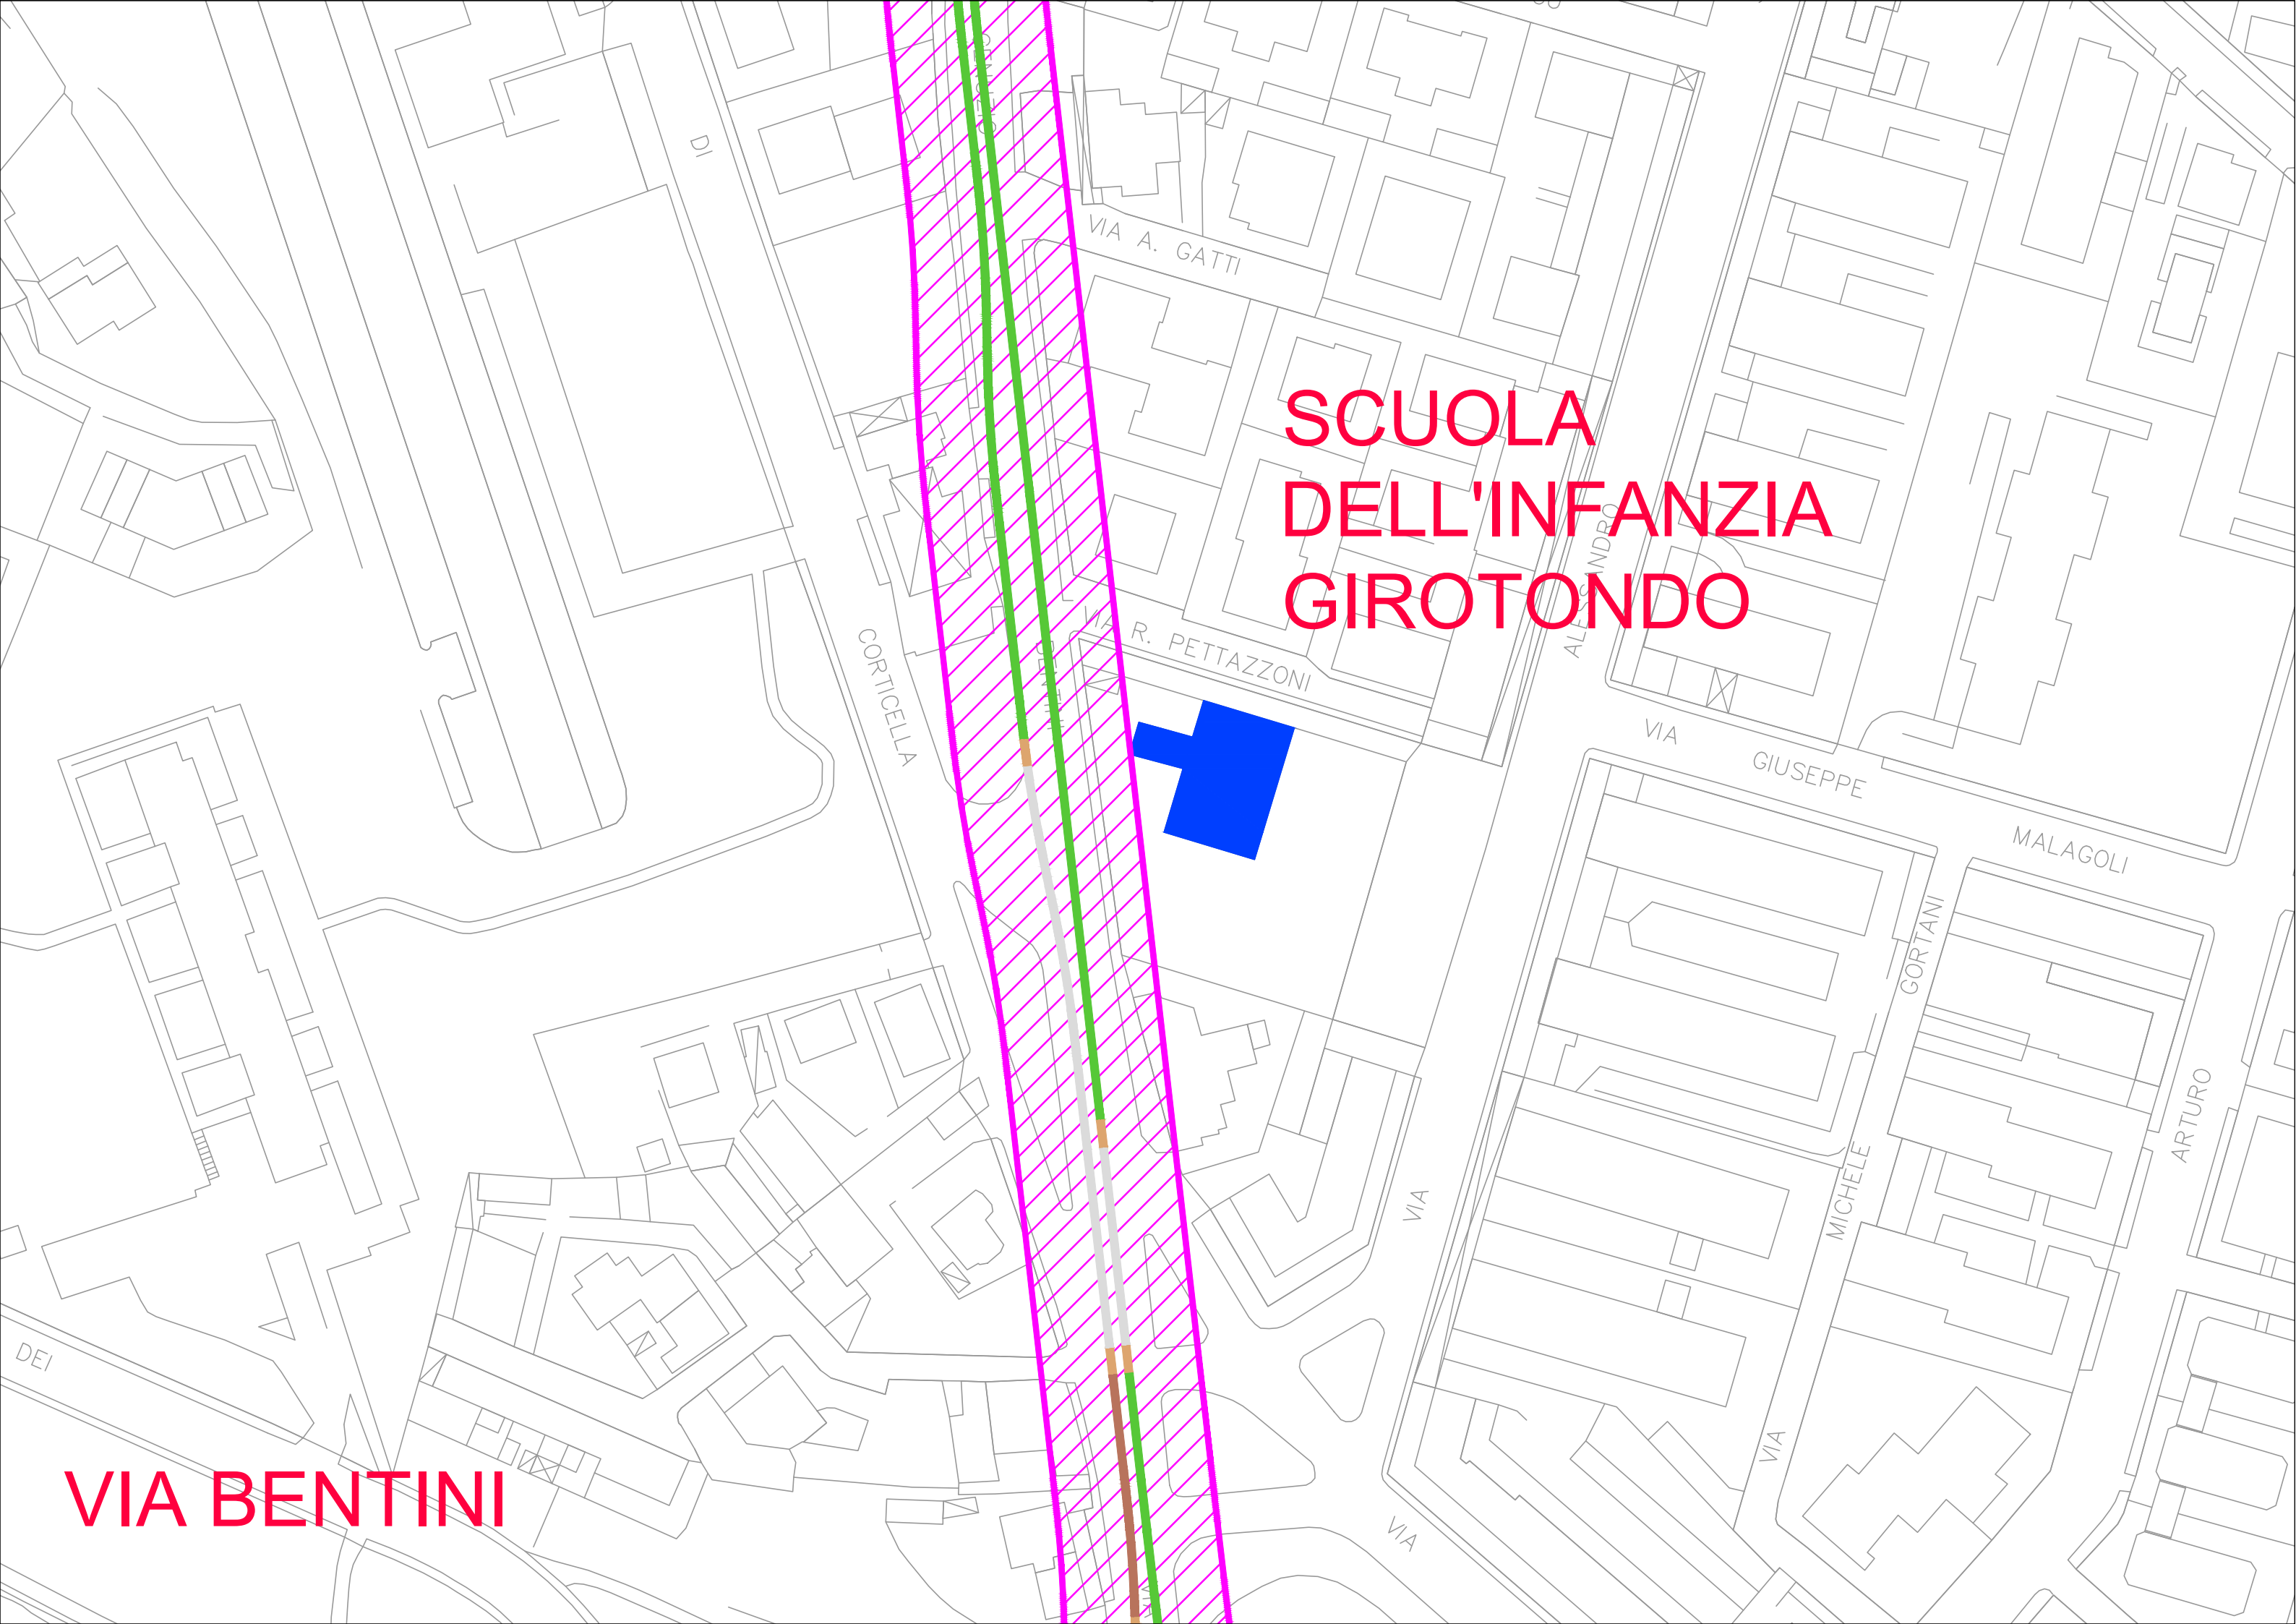 D
VIA A. GATTI
SCUOLA
DELL'INFANZIA
GIROTONDO
VIA R. PETTAZZONI
CORTICELLA
VIA GIUSEPPE MALAGOLI
GORTANI
MICHELE
VIA
ARTURO
VIA
VIA
DEI
VIA BENTINI